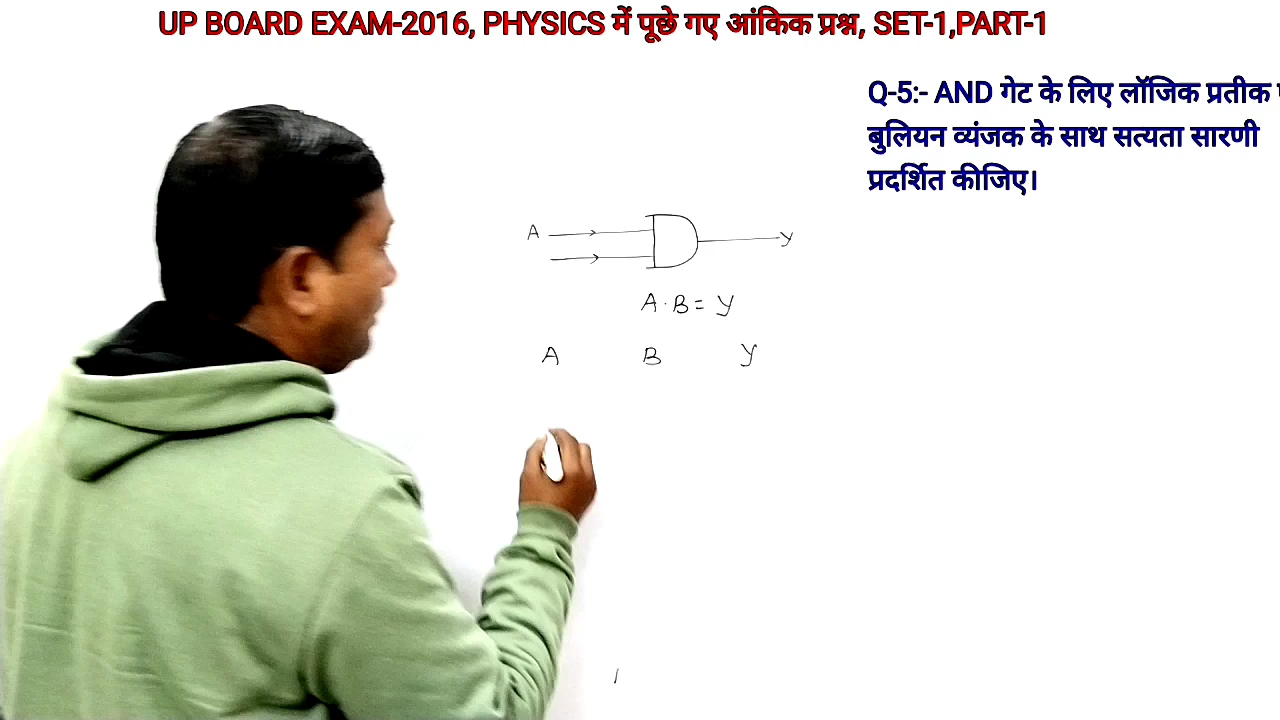 UP BOARD EXAM-2016, PHYSICS में पूछे गए आंकिक प्रश्न, SET-1,PART-1
Q-5:- AND गेट के लिए लॉजिक प्रतीक
बुलियन व्यंजक के साथ सत्यता सारणी
प्रदर्शित कीजिए।
A
y
A·B=y
A B y